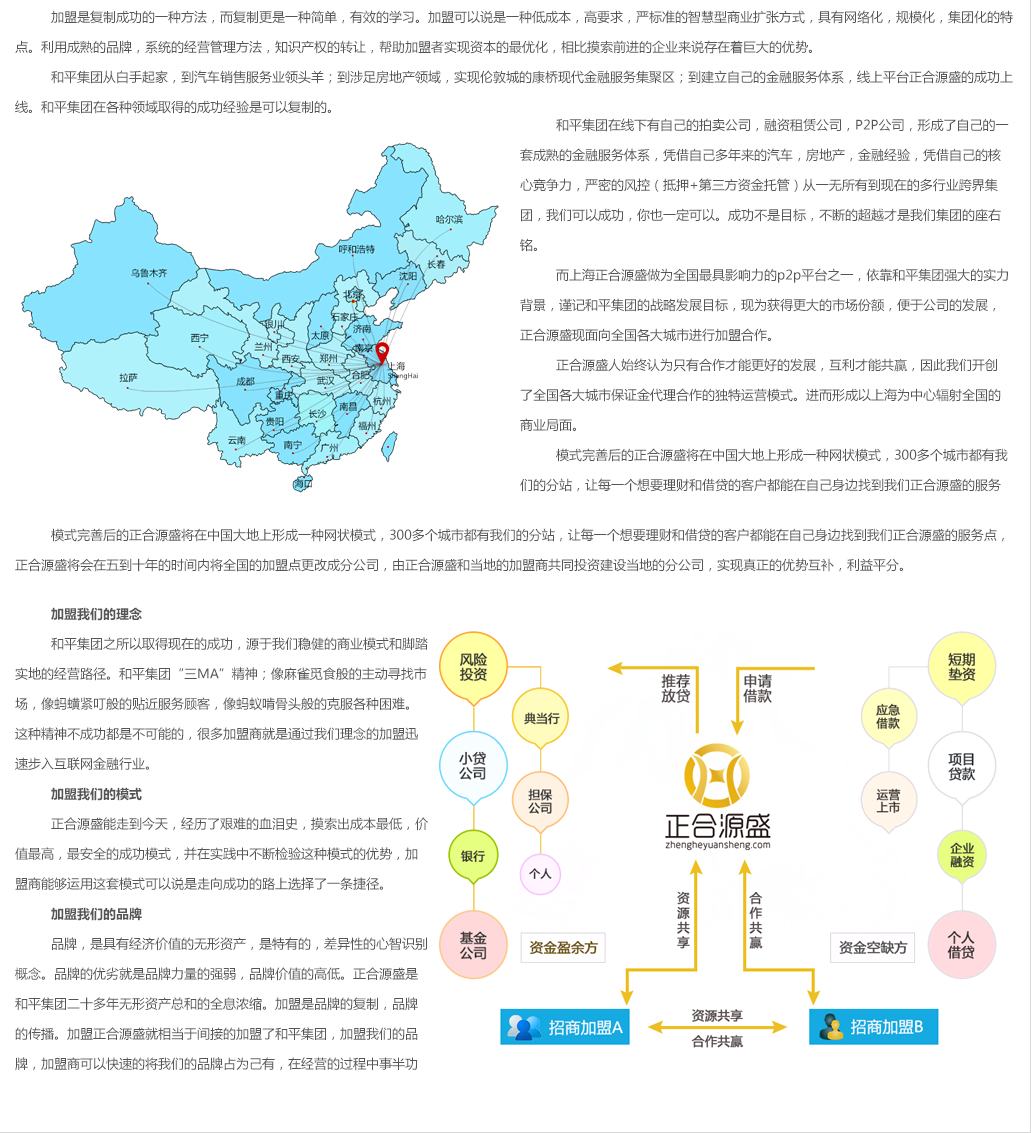 加盟是复制成功的一种方法，而复制更是一种简单，有效的学习。加盟可以说是一种低成本，高要求，严标准的智慧型商业扩张方式，具有网络化，规模化，集团化的特
点。利用成熟的品牌，系统的经营管理方法，知识产权的转让，帮助加盟者实现资本的最优化，相比摸索前进的企业来说存在着巨大的优势。
和平集团从白手起家，到汽车销售服务业领头羊；到涉足房地产领域，实现伦敦城的康桥现代金融服务集聚区；到建立自己的金融服务体系，线上平台正合源盛的成功上
线。和平集团在各种领域取得的成功经验是可以复制的。
和平集团在线下有自己的拍卖公司，融资租赁公司，P2P公司，形成了自己的一
套成熟的金融服务体系，凭借自己多年来的汽车，房地产，金融经验，凭借自己的核
心竞争力，严密的风控（抵押+第三方资金托管）从一无所有到现在的多行业跨界集
团，我们可以成功，你也一定可以。成功不是目标，不断的超越才是我们集团的座右
铭。
而上海正合源盛做为全国最具影响力的p2p平台之一，依靠和平集团强大的实力
背景，谨记和平集团的战略发展目标，现为获得更大的市场份额，便于公司的发展，
正合源盛现面向全国各大城市进行加盟合作。
正合源盛人始终认为只有合作才能更好的发展，互利才能共赢，因此我们开创
了全国各大城市保证金代理合作的独特运营模式。进而形成以上海为中心辐射全国的
商业局面。
模式完善后的正合源盛将在中国大地上形成一种网状模式，300多个城市都有我
们的分站，让每一个想要理财和借贷的客户都能在自己身边找到我们正合源盛的服务
哈尔滨
长春
沈阳
呼和浩特
乌鲁木齐
北京
石家庄
银川
太原
济南
西宁
兰州
西安
郑州
南京
上海
ShangHai
合肥
拉萨
成都
武汉
重庆
杭州
长沙
南昌
贵阳
福州
云南
南宁
广州
海口
模式完善后的正合源盛将在中国大地上形成一种网状模式，300多个城市都有我们的分站，让每一个想要理财和借贷的客户都能在自己身边找到我们正合源盛的服务点，
正合源盛将会在五到十年的时间内将全国的加盟点更改成分公司，由正合源盛和当地的加盟商共同投资建设当地的分公司，实现真正的优势互补，利益平分。
加盟我们的理念
和平集团之所以取得现在的成功，源于我们稳健的商业模式和脚踏
实地的经营路径。和平集团“三MA”精神；像麻雀觅食般的主动寻找市
场，像蚂蟥紧叮般的贴近服务顾客，像蚂蚁啃骨头般的克服各种困难。
这种精神不成功都是不可能的，很多加盟商就是通过我们理念的加盟迅
速步入互联网金融行业。
加盟我们的模式
正合源盛能走到今天，经历了艰难的血泪史，摸索出成本最低，价
值最高，最安全的成功模式，并在实践中不断检验这种模式的优势，加
盟商能够运用这套模式可以说是走向成功的路上选择了一条捷径。
加盟我们的品牌
品牌，是具有经济价值的无形资产，是特有的，差异性的心智识别
概念。品牌的优劣就是品牌力量的强弱，品牌价值的高低。正合源盛是
和平集团二十多年无形资产总和的全息浓缩。加盟是品牌的复制，品牌
的传播。加盟正合源盛就相当于间接的加盟了和平集团，加盟我们的品
牌，加盟商可以快速的将我们的品牌占为己有，在经营的过程中事半功
风险
投资
典当行
小贷
公司
担保
公司
银行
个人
基金
公司
资金盈余方
推荐
放贷
申请
借款
正合源盛
zhengheyuansheng.com
资源共享
合作共赢
短期
垫资
应急
借款
项目
贷款
运营
上市
企业
融资
个人
借贷
资金空缺方
招商加盟A
资源共享
合作共赢
招商加盟B